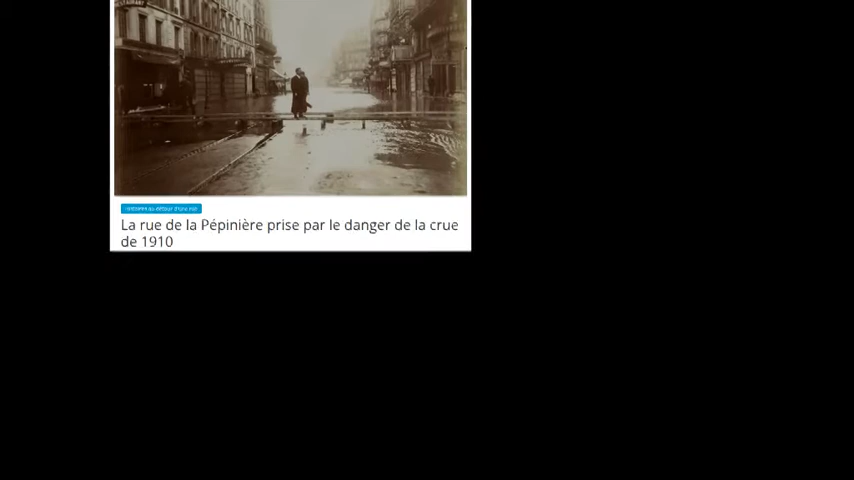 La rue de la Pépinière prise par le danger de la crue
de 1910